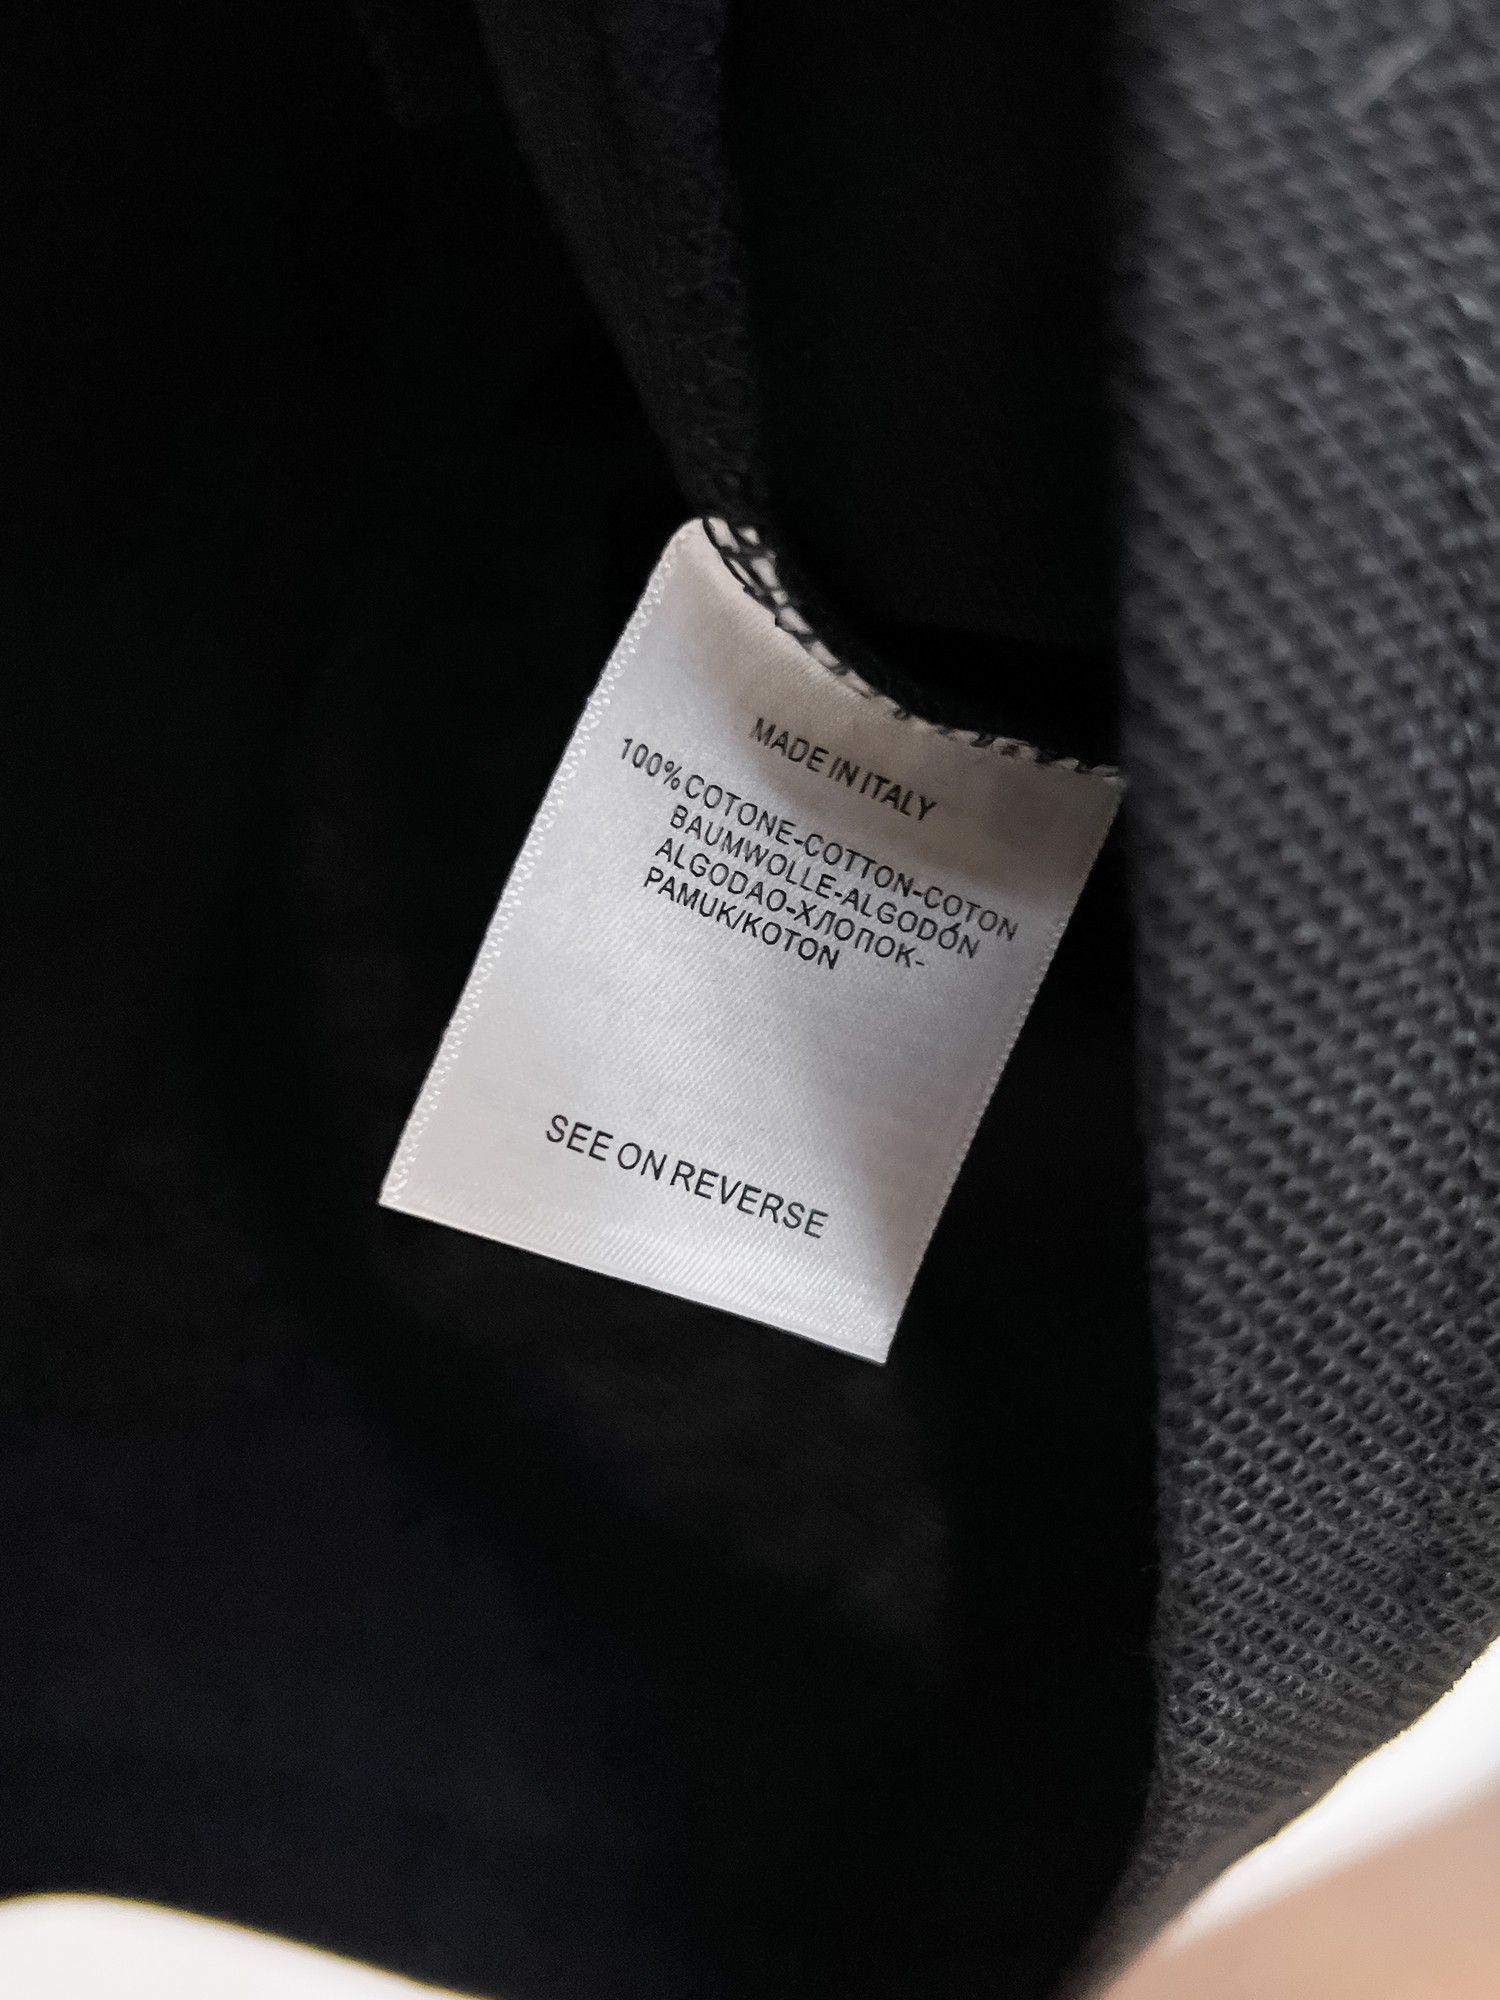 MADE IN ITALY
100%COTONE-COTTON-COTON
BAUMWOLLE-ALGODÓN
ALGODAO-ХЛОПОК-
PAMUK/KOTON
SEE ON REVERSE